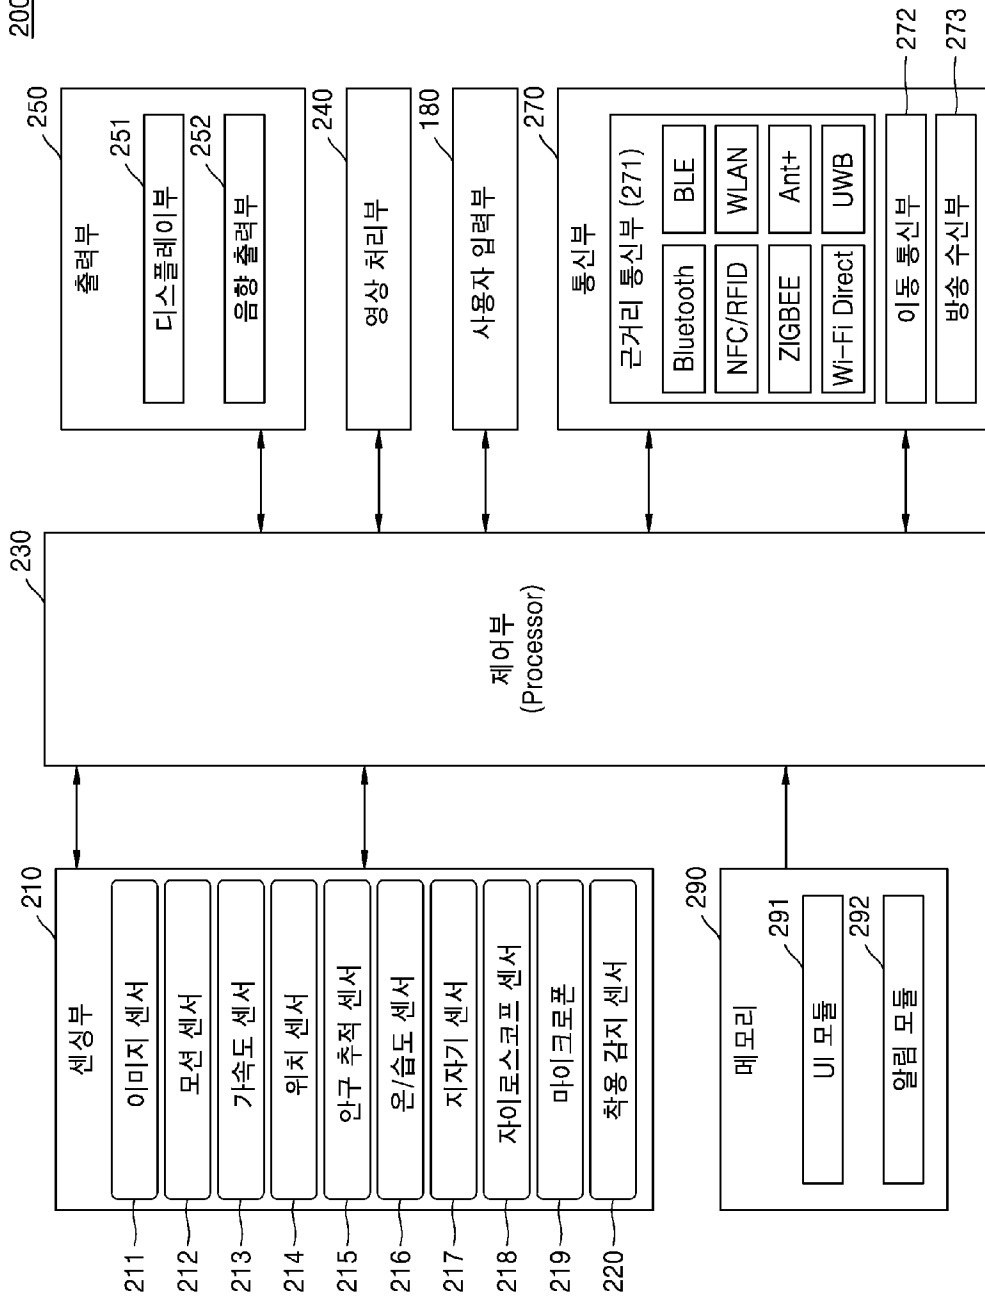 200
210
센싱부
211
이미지 센서
212
모션 센서
213
가속도 센서
214
위치 센서
215
안구 추적 센서
216
온/습도 센서
217
지자기 센서
218
자이로스코프 센서
219
마이크로폰
220
착용 감지 센서
290
메모리
291
UI 모듈
292
알림 모듈
230
제어부
(Processor)
250
출력부
251
디스플레이부
252
음향 출력부
240
영상 처리부
180
사용자 입력부
270
통신부
근거리 통신부 (271)
Bluetooth
BLE
NFC/RFID
WLAN
ZIGBEE
Ant+
Wi-Fi Direct
UWB
272
이동 통신부
273
방송 수신부